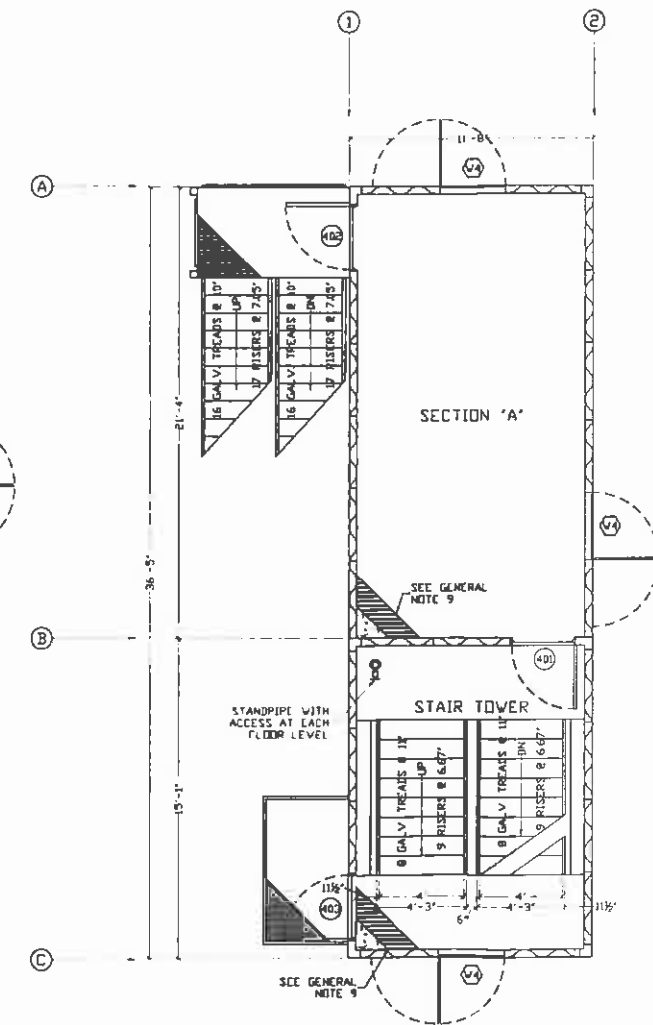 1
2
11'-8"
W4
A
402
16 GALV. TREADS @ 10"
UP
17 RISERS @ 7.05"
16 GALV. TREADS @ 10"
DN
17 RISERS @ 7.05"
21'-4"
SECTION "A"
W4
36'-5"
SEE GENERAL
NOTE 9
B
401
STANDPIPE WITH
ACCESS AT EACH
FLOOR LEVEL
STAIR TOWER
8 GALV. TREADS @ 11"
UP
9 RISERS @ 6.67"
8 GALV. TREADS @ 11"
DN
9 RISERS @ 6.67"
15'-1"
11½"
4'
4'
403
4'-3"
6"
4'-3"
11½"
C
W4
SEE GENERAL
NOTE 9